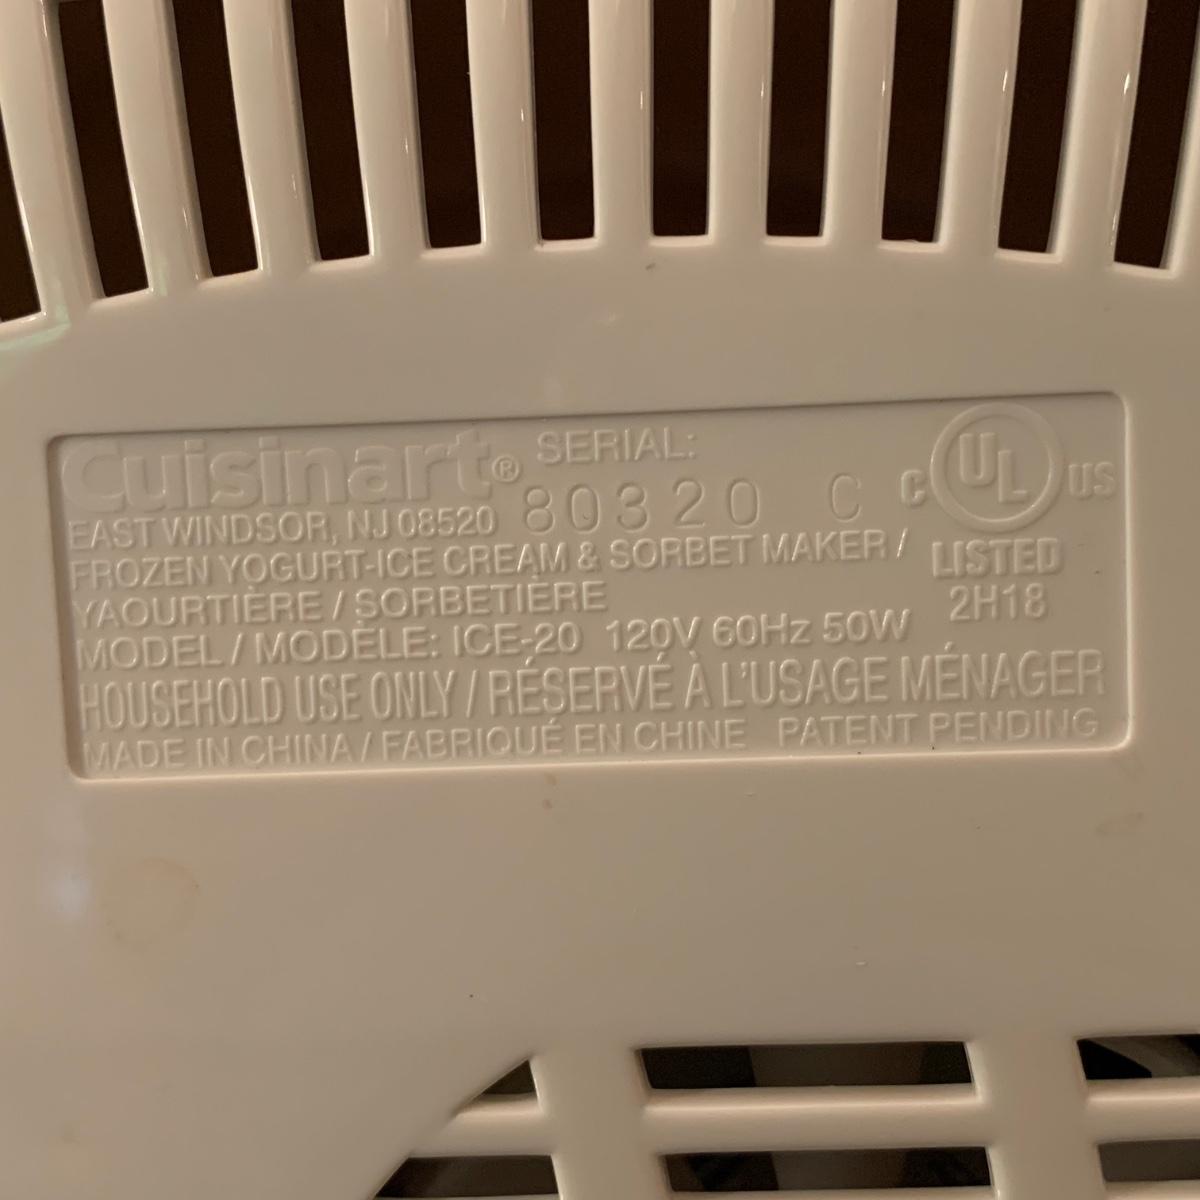 Cuisinart® SERIAL:
EAST WINDSOR, NJ 08520 80320 C
C UL US
LISTED
2H18
FROZEN YOGURT-ICE CREAM & SORBET MAKER /
YAOURTIÈRE / SORBETIÈRE
MODEL / MODÈLE: ICE-20 120V 60Hz 50W
HOUSEHOLD USE ONLY / RÉSERVÉ À L'USAGE MÉNAGER
MADE IN CHINA / FABRIQUÉ EN CHINE PATENT PENDING